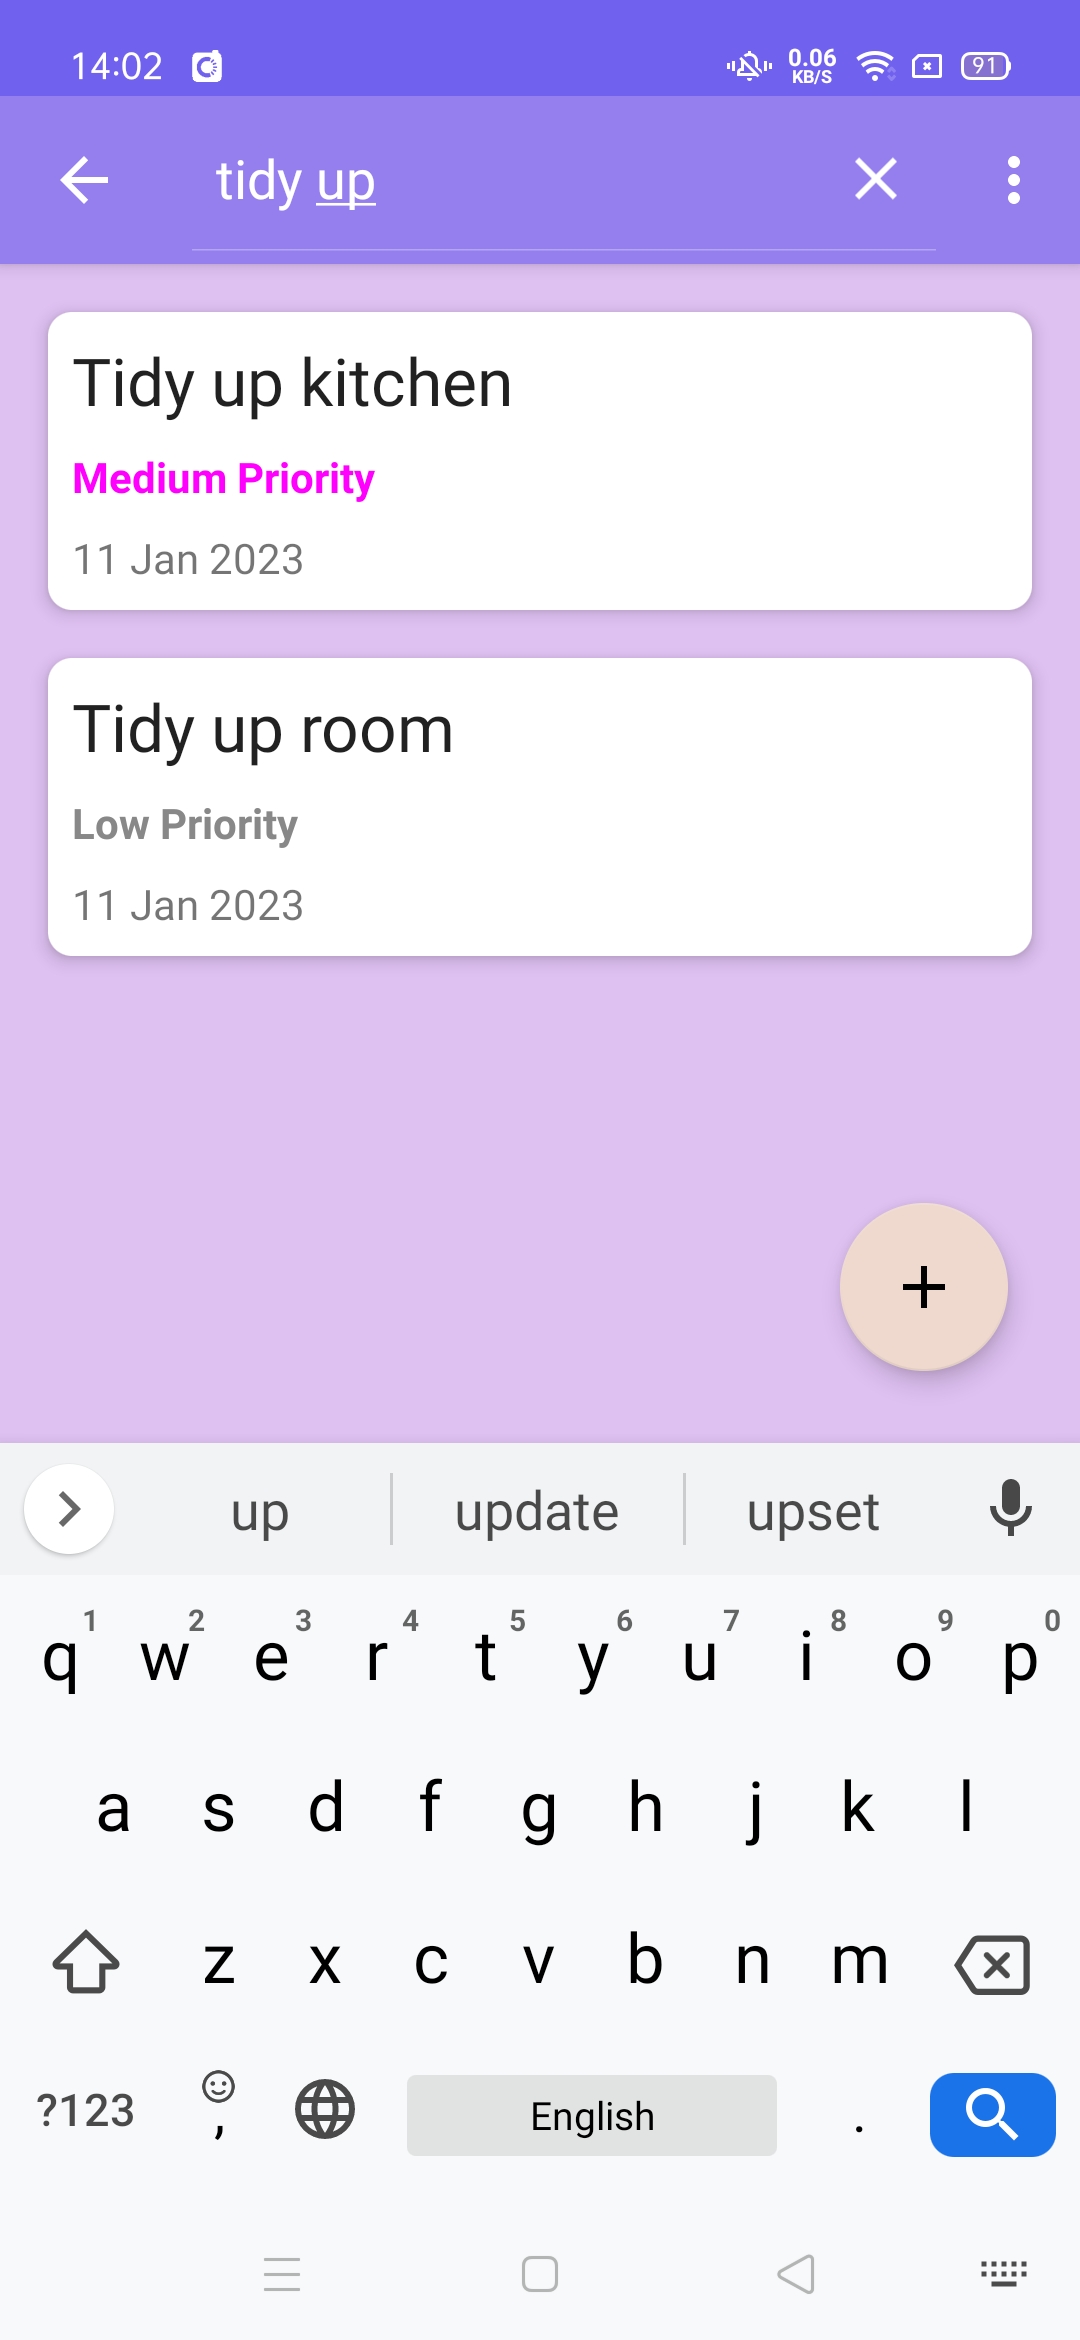 14:02 0.06 KB/S 91
tidy up
Tidy up kitchen
Medium Priority
11 Jan 2023
Tidy up room
Low Priority
11 Jan 2023
up update upset
1 2 3 4 5 6 7 8 9 0
q w e r t y u i o p
a s d f g h j k l
z x c v b n m
?123 , English .